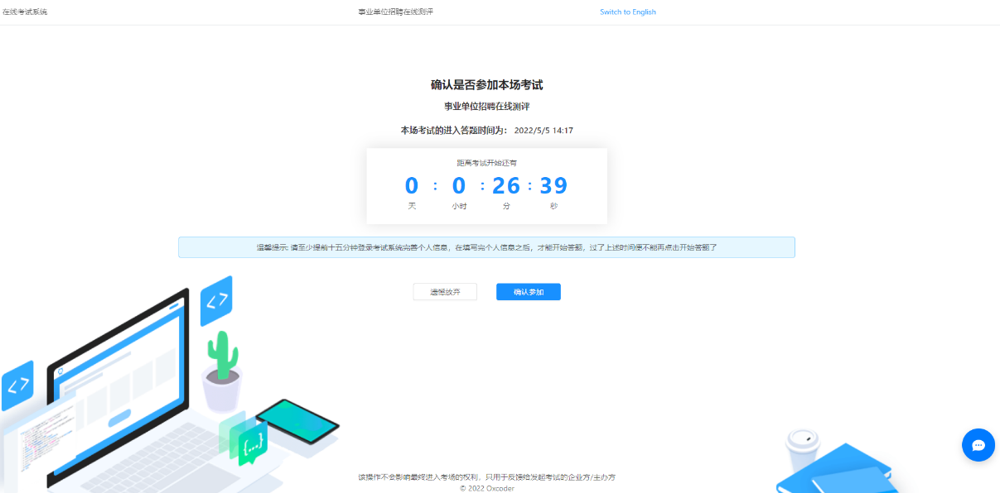 在线考试系统
事业单位招聘在线测评
Switch to English
确认是否参加本场考试
事业单位招聘在线测评
本场考试的进入答题时间为： 2022/5/5 14:17
距离考试开始还有
0 : 0 : 26 : 39
天 小时 分 秒
温馨提示: 请至少提前十五分钟登录考试系统完善个人信息，在填写完个人信息之后，才能开始答题，过了上述时间便不能再点击开始答题了
遗憾放弃
确认参加
</>
</>
{...}
该操作不会影响最终进入考场的权利，只用于反馈给发起考试的企业方/主办方
© 2022 Oxcoder